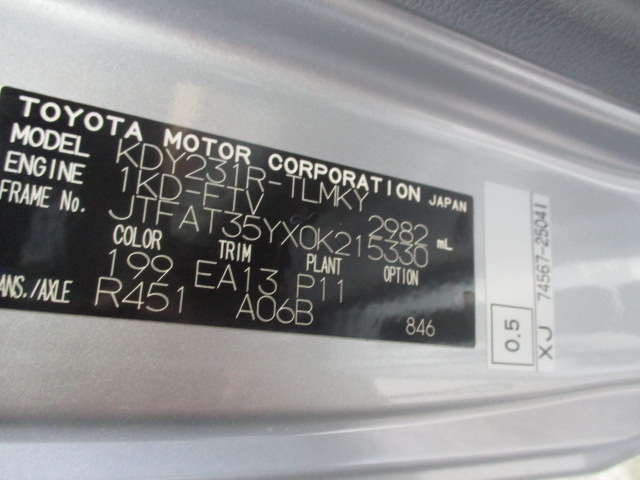 TOYOTA MOTOR CORPORATION JAPAN
MODEL KDY231R-TLMKY
ENGINE 1KD-FTV 2982 mL
FRAME No. JTFAT35YX0K215330
COLOR TRIM PLANT OPTION
199 EA13 P11
ANS./AXLE R451 A06B
846
74567-25041
0.5 XJ